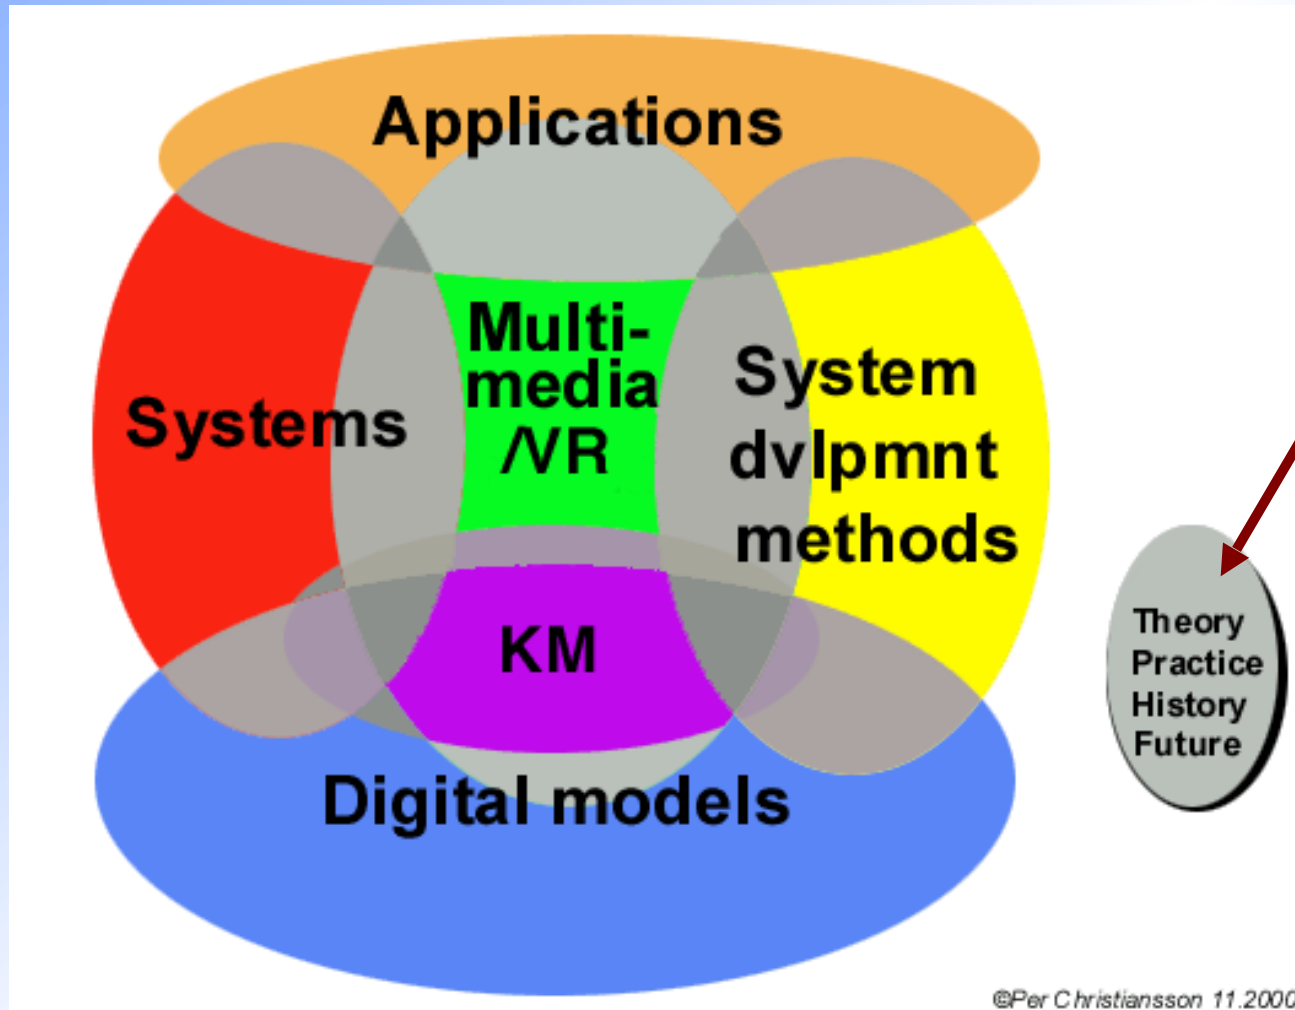 Applications
Multi-
media
/VR
Systems
System
dvlpmnt
methods
KM
Digital models
Theory
Practice
History
Future
©Per Christiansson 11.2000